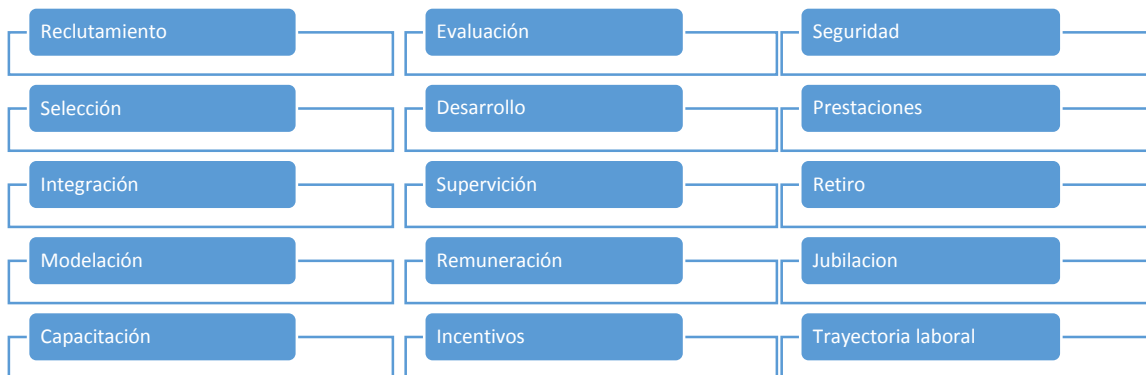 Reclutamiento
Selección
Integración
Modelación
Capacitación
Evaluación
Desarrollo
Supervición
Remuneración
Incentivos
Seguridad
Prestaciones
Retiro
Jubilacion
Trayectoria laboral